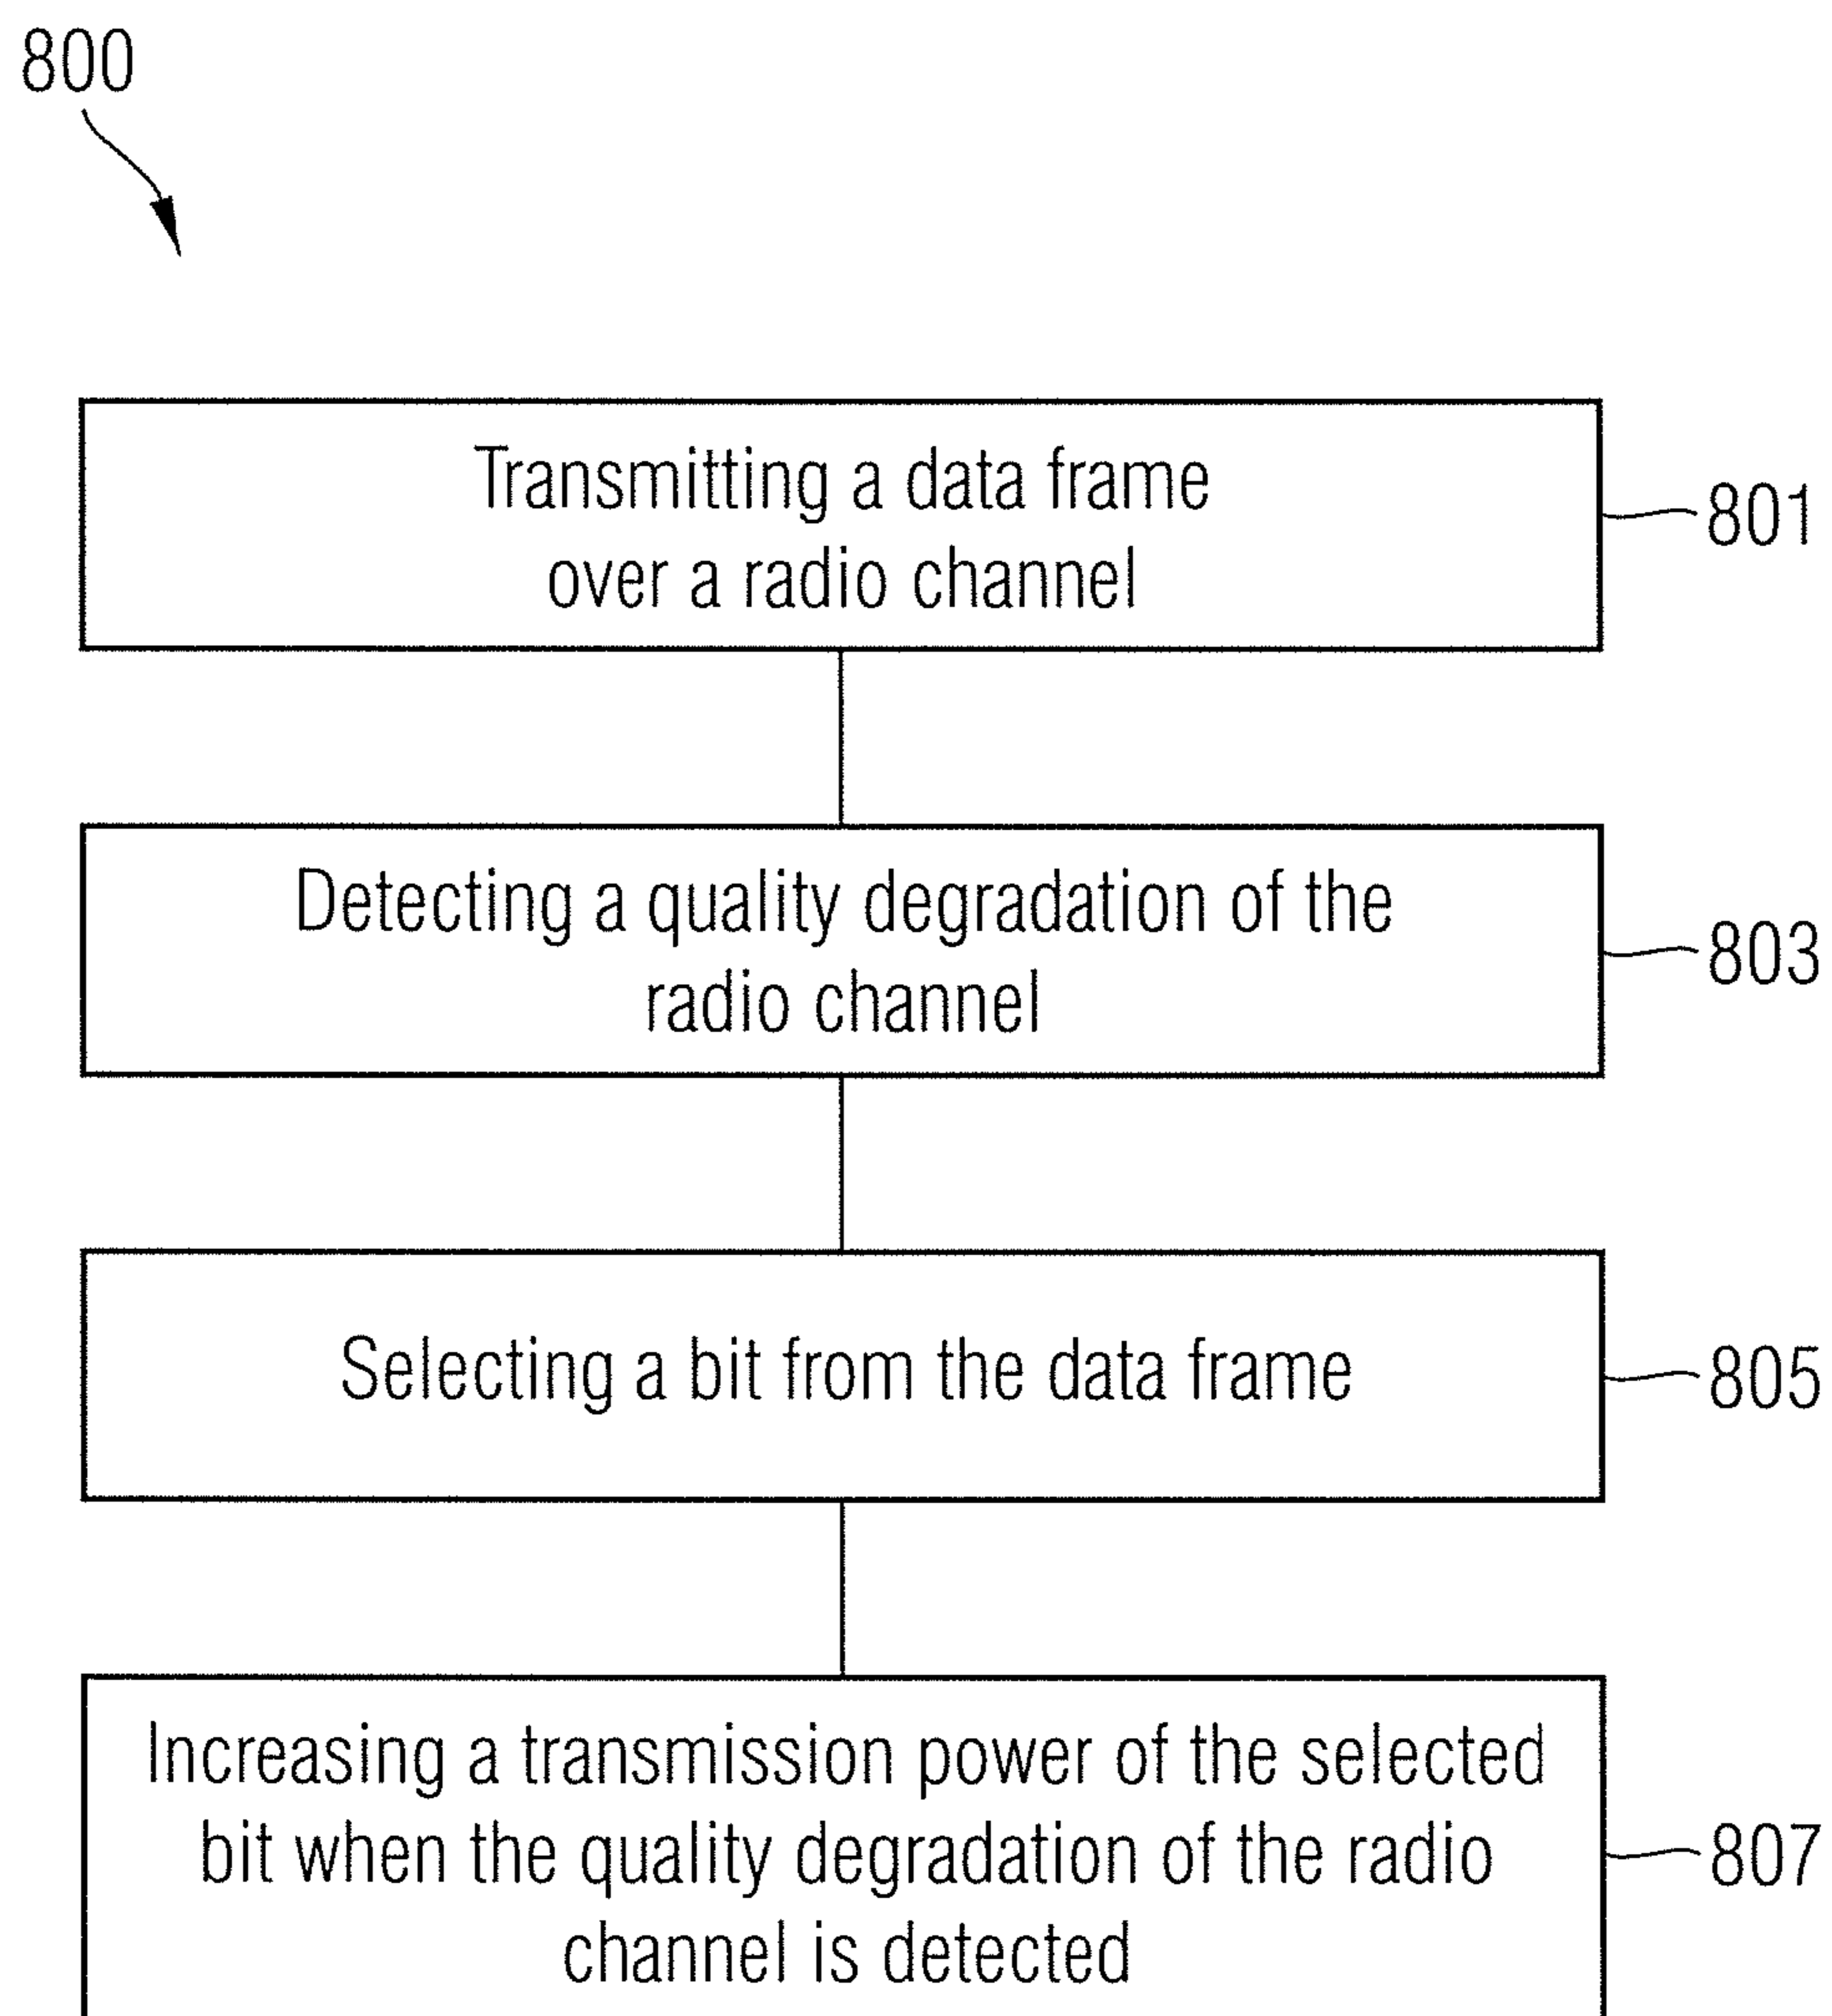 800
Transmitting a data frame
over a radio channel
801
Detecting a quality degradation of the
radio channel
803
Selecting a bit from the data frame
805
Increasing a transmission power of the selected
bit when the quality degradation of the radio
channel is detected
807